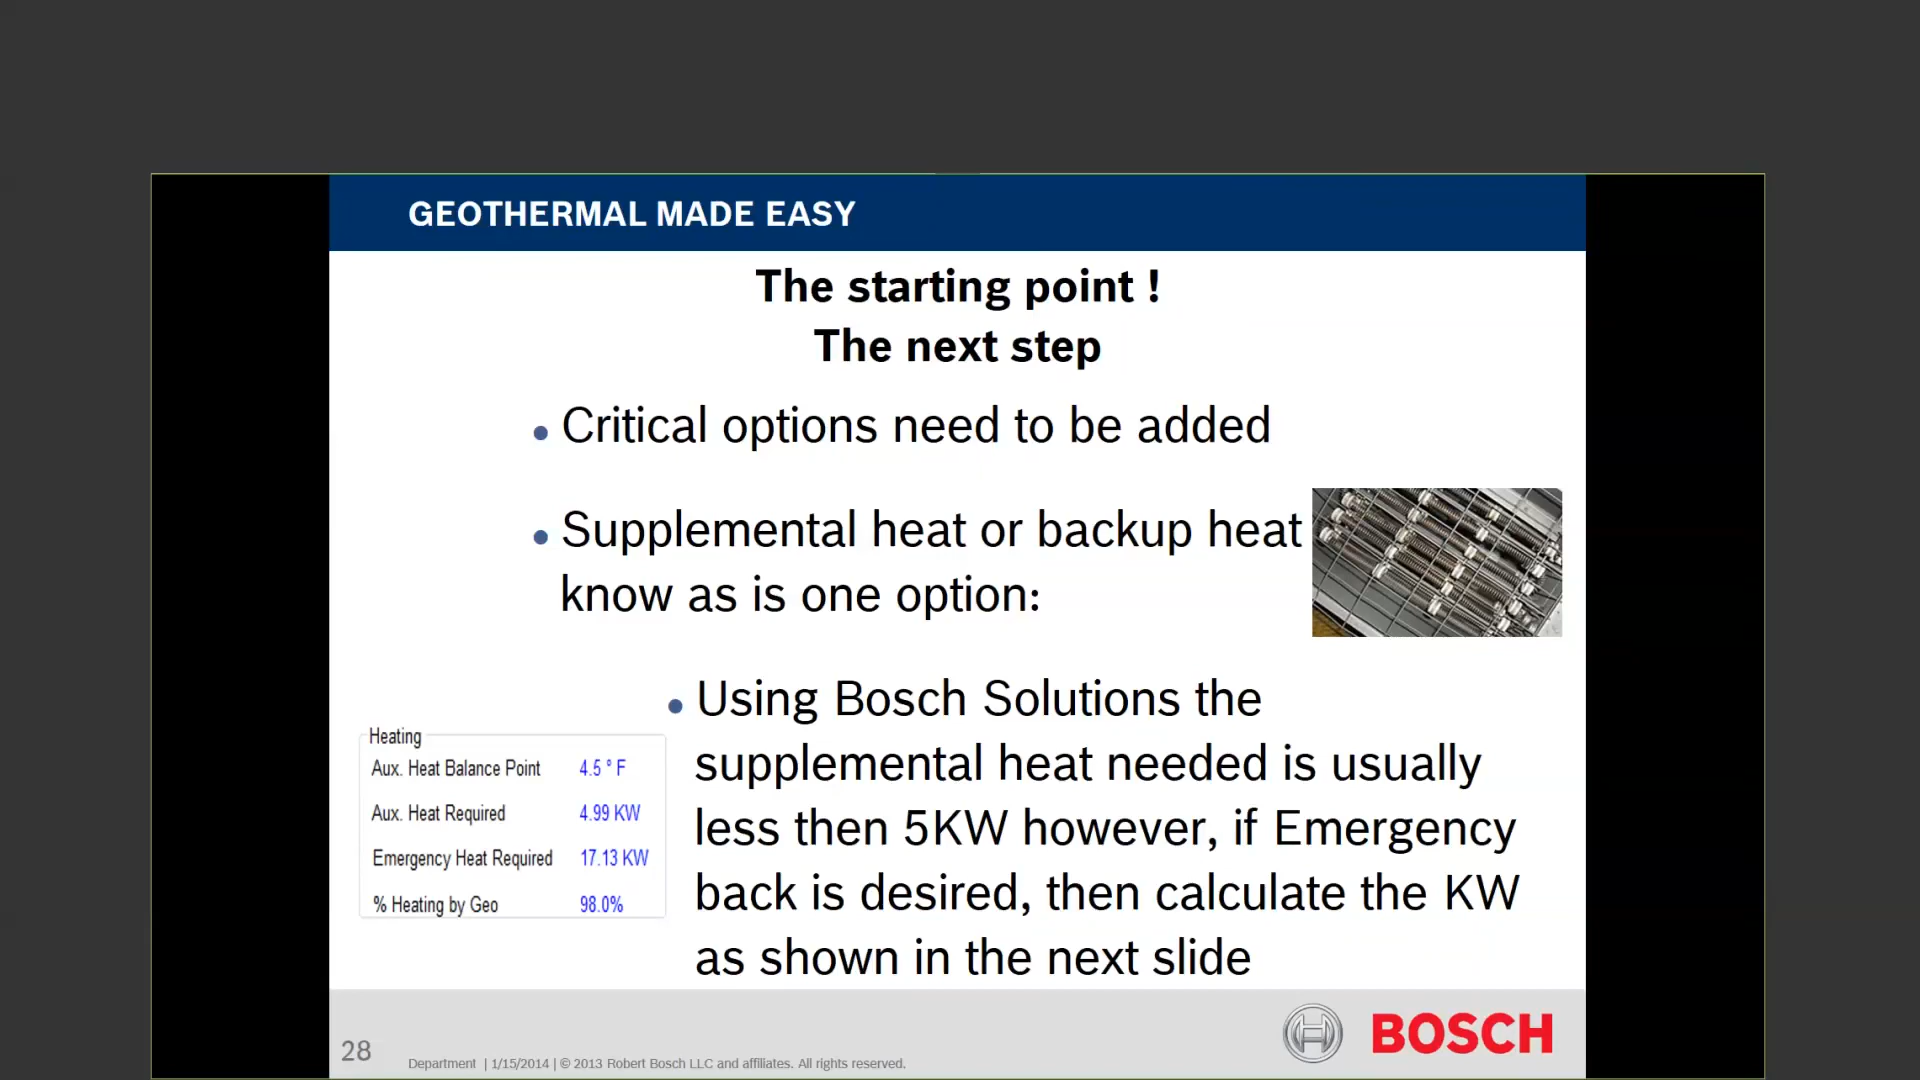 GEOTHERMAL MADE EASY
The starting point !
The next step
• Critical options need to be added
• Supplemental heat or backup heat
know as is one option:
• Using Bosch Solutions the
supplemental heat needed is usually
less then 5KW however, if Emergency
back is desired, then calculate the KW
as shown in the next slide
Heating
Aux. Heat Balance Point 4.5 ° F
Aux. Heat Required 4.99 KW
Emergency Heat Required 17.13 KW
% Heating by Geo 98.0%
28
Department | 1/15/2014 | © 2013 Robert Bosch LLC and affiliates. All rights reserved.
BOSCH